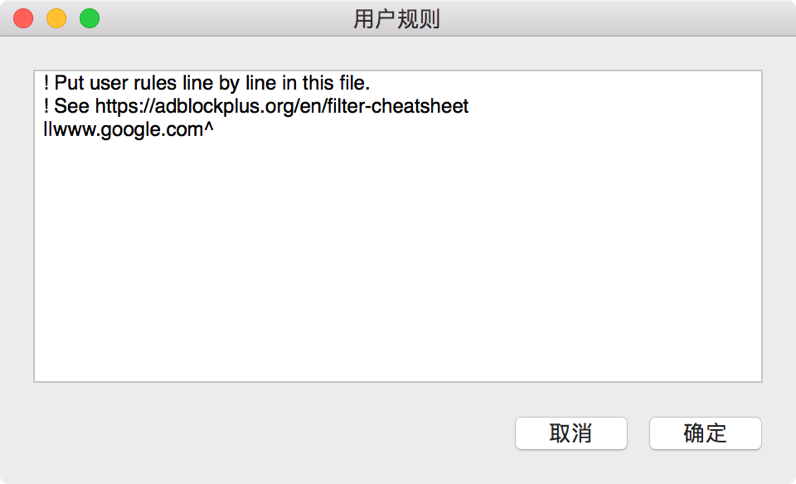 用户规则
! Put user rules line by line in this file.
! See https://adblockplus.org/en/filter-cheatsheet
||www.google.com^
取消
确定